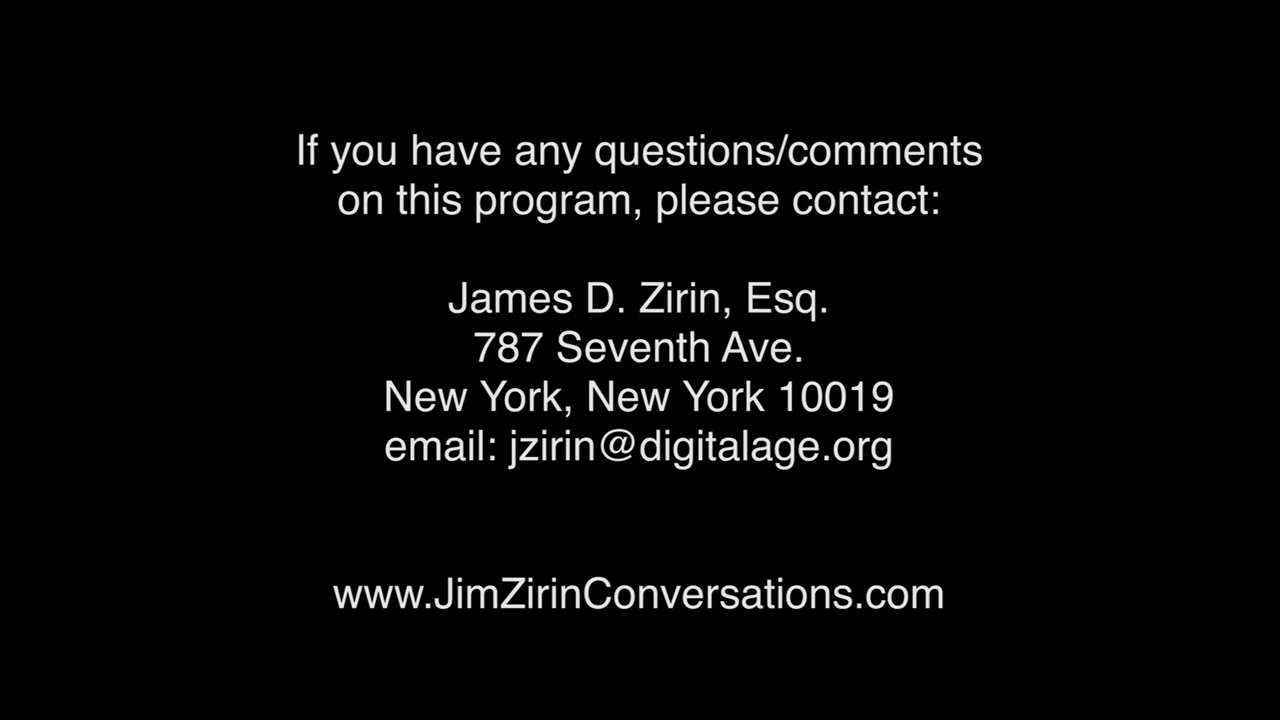 If you have any questions/comments
on this program, please contact:
James D. Zirin, Esq.
787 Seventh Ave.
New York, New York 10019
email: jzirin@digitalage.org
www.JimZirinConversations.com